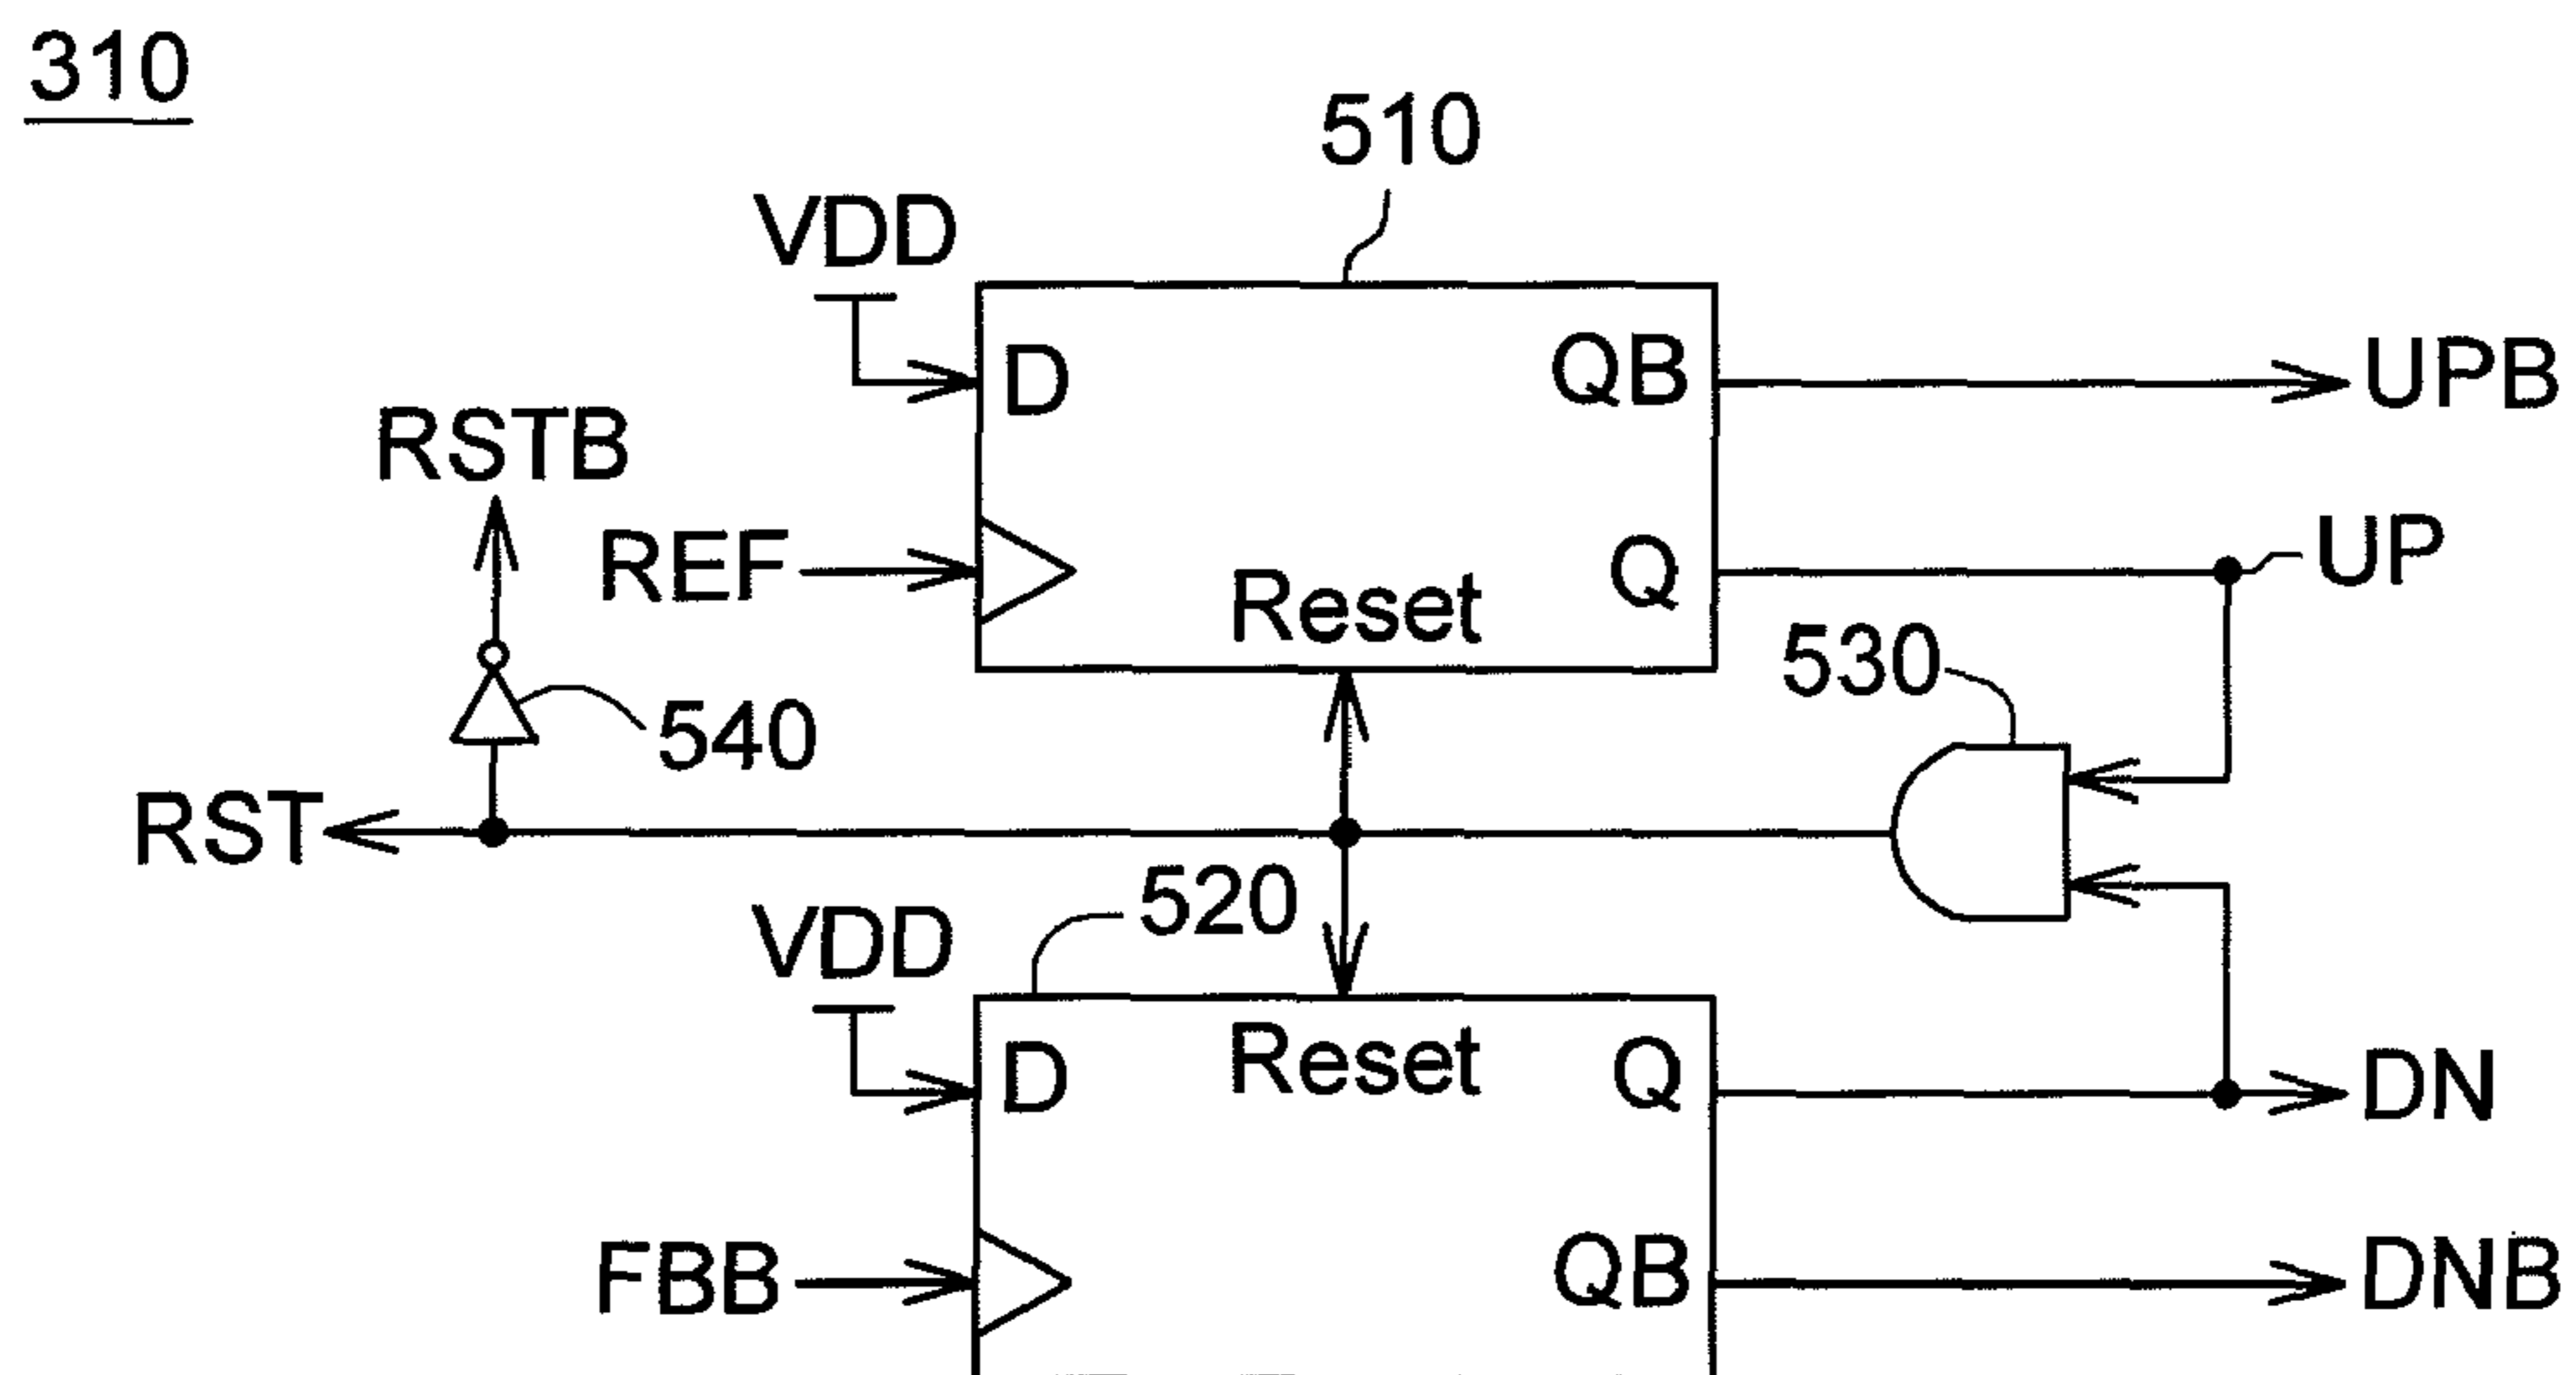 310
510
VDD
D
QB
UPB
RSTB
REF
Reset
Q
UP
530
540
RST
520
VDD
D
Reset
Q
DN
FBB
QB
DNB